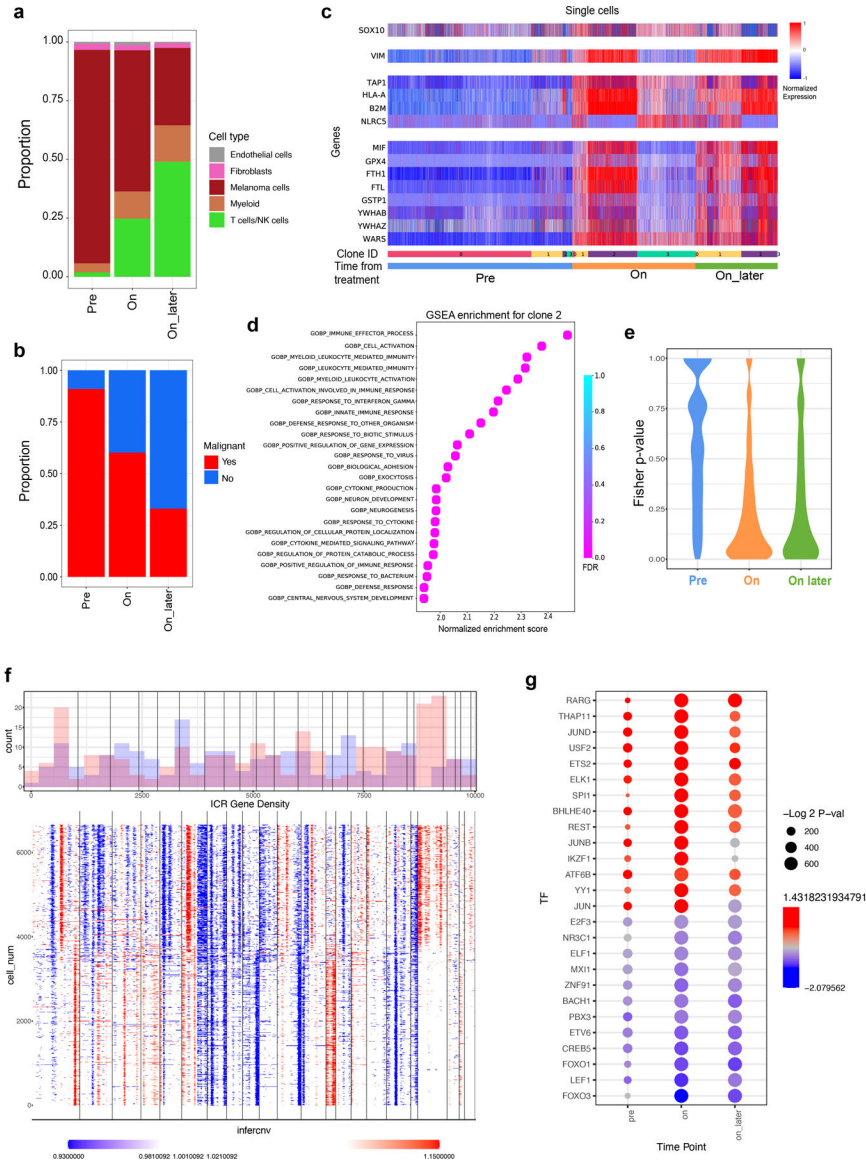 a
1.00
0.75
0.50
0.25
0.00
Proportion
Pre
On
On_later
Cell type
Endothelial cells
Fibroblasts
Melanoma cells
Myeloid
T cells/NK cells
b
1.00
0.75
0.50
0.25
0.00
Proportion
Pre
On
On_later
Malignant
Yes
No
c
Single cells
SOX10
VIM
TAP1
HLA-A
B2M
NLRC5
MIF
GPX4
FTH1
FTL
GSTP1
YWHAB
YWHAZ
WARS
Genes
Clone ID
Time from
treatment
Pre
On
On_later
1
-1
Normalized
Expression
d
GSEA enrichment for clone 2
GOBP_IMMUNE_EFFECTOR_PROCESS
GOBP_CELL_ACTIVATION
GOBP_MYELOID_LEUKOCYTE_MEDIATED_IMMUNITY
GOBP_LEUKOCYTE_MEDIATED_IMMUNITY
GOBP_MYELOID_LEUKOCYTE_ACTIVATION
GOBP_CELL_ACTIVATION_INVOLVED_IN_IMMUNE_RESPONSE
GOBP_RESPONSE_TO_INTERFERON_GAMMA
GOBP_INNATE_IMMUNE_RESPONSE
GOBP_DEFENSE_RESPONSE_TO_OTHER_ORGANISM
GOBP_RESPONSE_TO_BIOTIC_STIMULUS
GOBP_POSITIVE_REGULATION_OF_GENE_EXPRESSION
GOBP_RESPONSE_TO_VIRUS
GOBP_BIOLOGICAL_ADHESION
GOBP_EXOCYTOSIS
GOBP_CYTOKINE_PRODUCTION
GOBP_NEURON_DEVELOPMENT
GOBP_NEUROGENESIS
GOBP_RESPONSE_TO_CYTOKINE
GOBP_REGULATION_OF_CELLULAR_PROTEIN_LOCALIZATION
GOBP_CYTOKINE_MEDIATED_SIGNALING_PATHWAY
GOBP_REGULATION_OF_PROTEIN_CATABOLIC_PROCESS
GOBP_POSITIVE_REGULATION_OF_IMMUNE_RESPONSE
GOBP_RESPONSE_TO_BACTERIUM
GOBP_DEFENSE_RESPONSE
GOBP_CENTRAL_NERVOUS_SYSTEM_DEVELOPMENT
2.0
2.1
2.2
2.3
2.4
Normalized enrichment score
1.0
0.8
0.6
0.4
0.2
0.0
FDR
e
1.00
0.75
0.50
0.25
0.00
Fisher p-value
Pre
On
On later
f
20
15
10
5
0
count
0
2500
5000
7500
10000
ICR Gene Density
6000
4000
2000
0
cell_num
infercnv
0.9300000
0.9810092
1.0010092
1.0210092
1.1500000
g
RARG
THAP11
JUND
USF2
ETS2
ELK1
SPI1
BHLHE40
REST
JUNB
IKZF1
ATF6B
YY1
JUN
E2F3
NR3C1
ELF1
MXI1
ZNF91
BACH1
PBX3
ETV6
CREB5
FOXO1
LEF1
FOXO3
TF
pre
on
on_later
Time Point
−Log 2 P-val
200
400
600
1.4318231934791
−2.079562